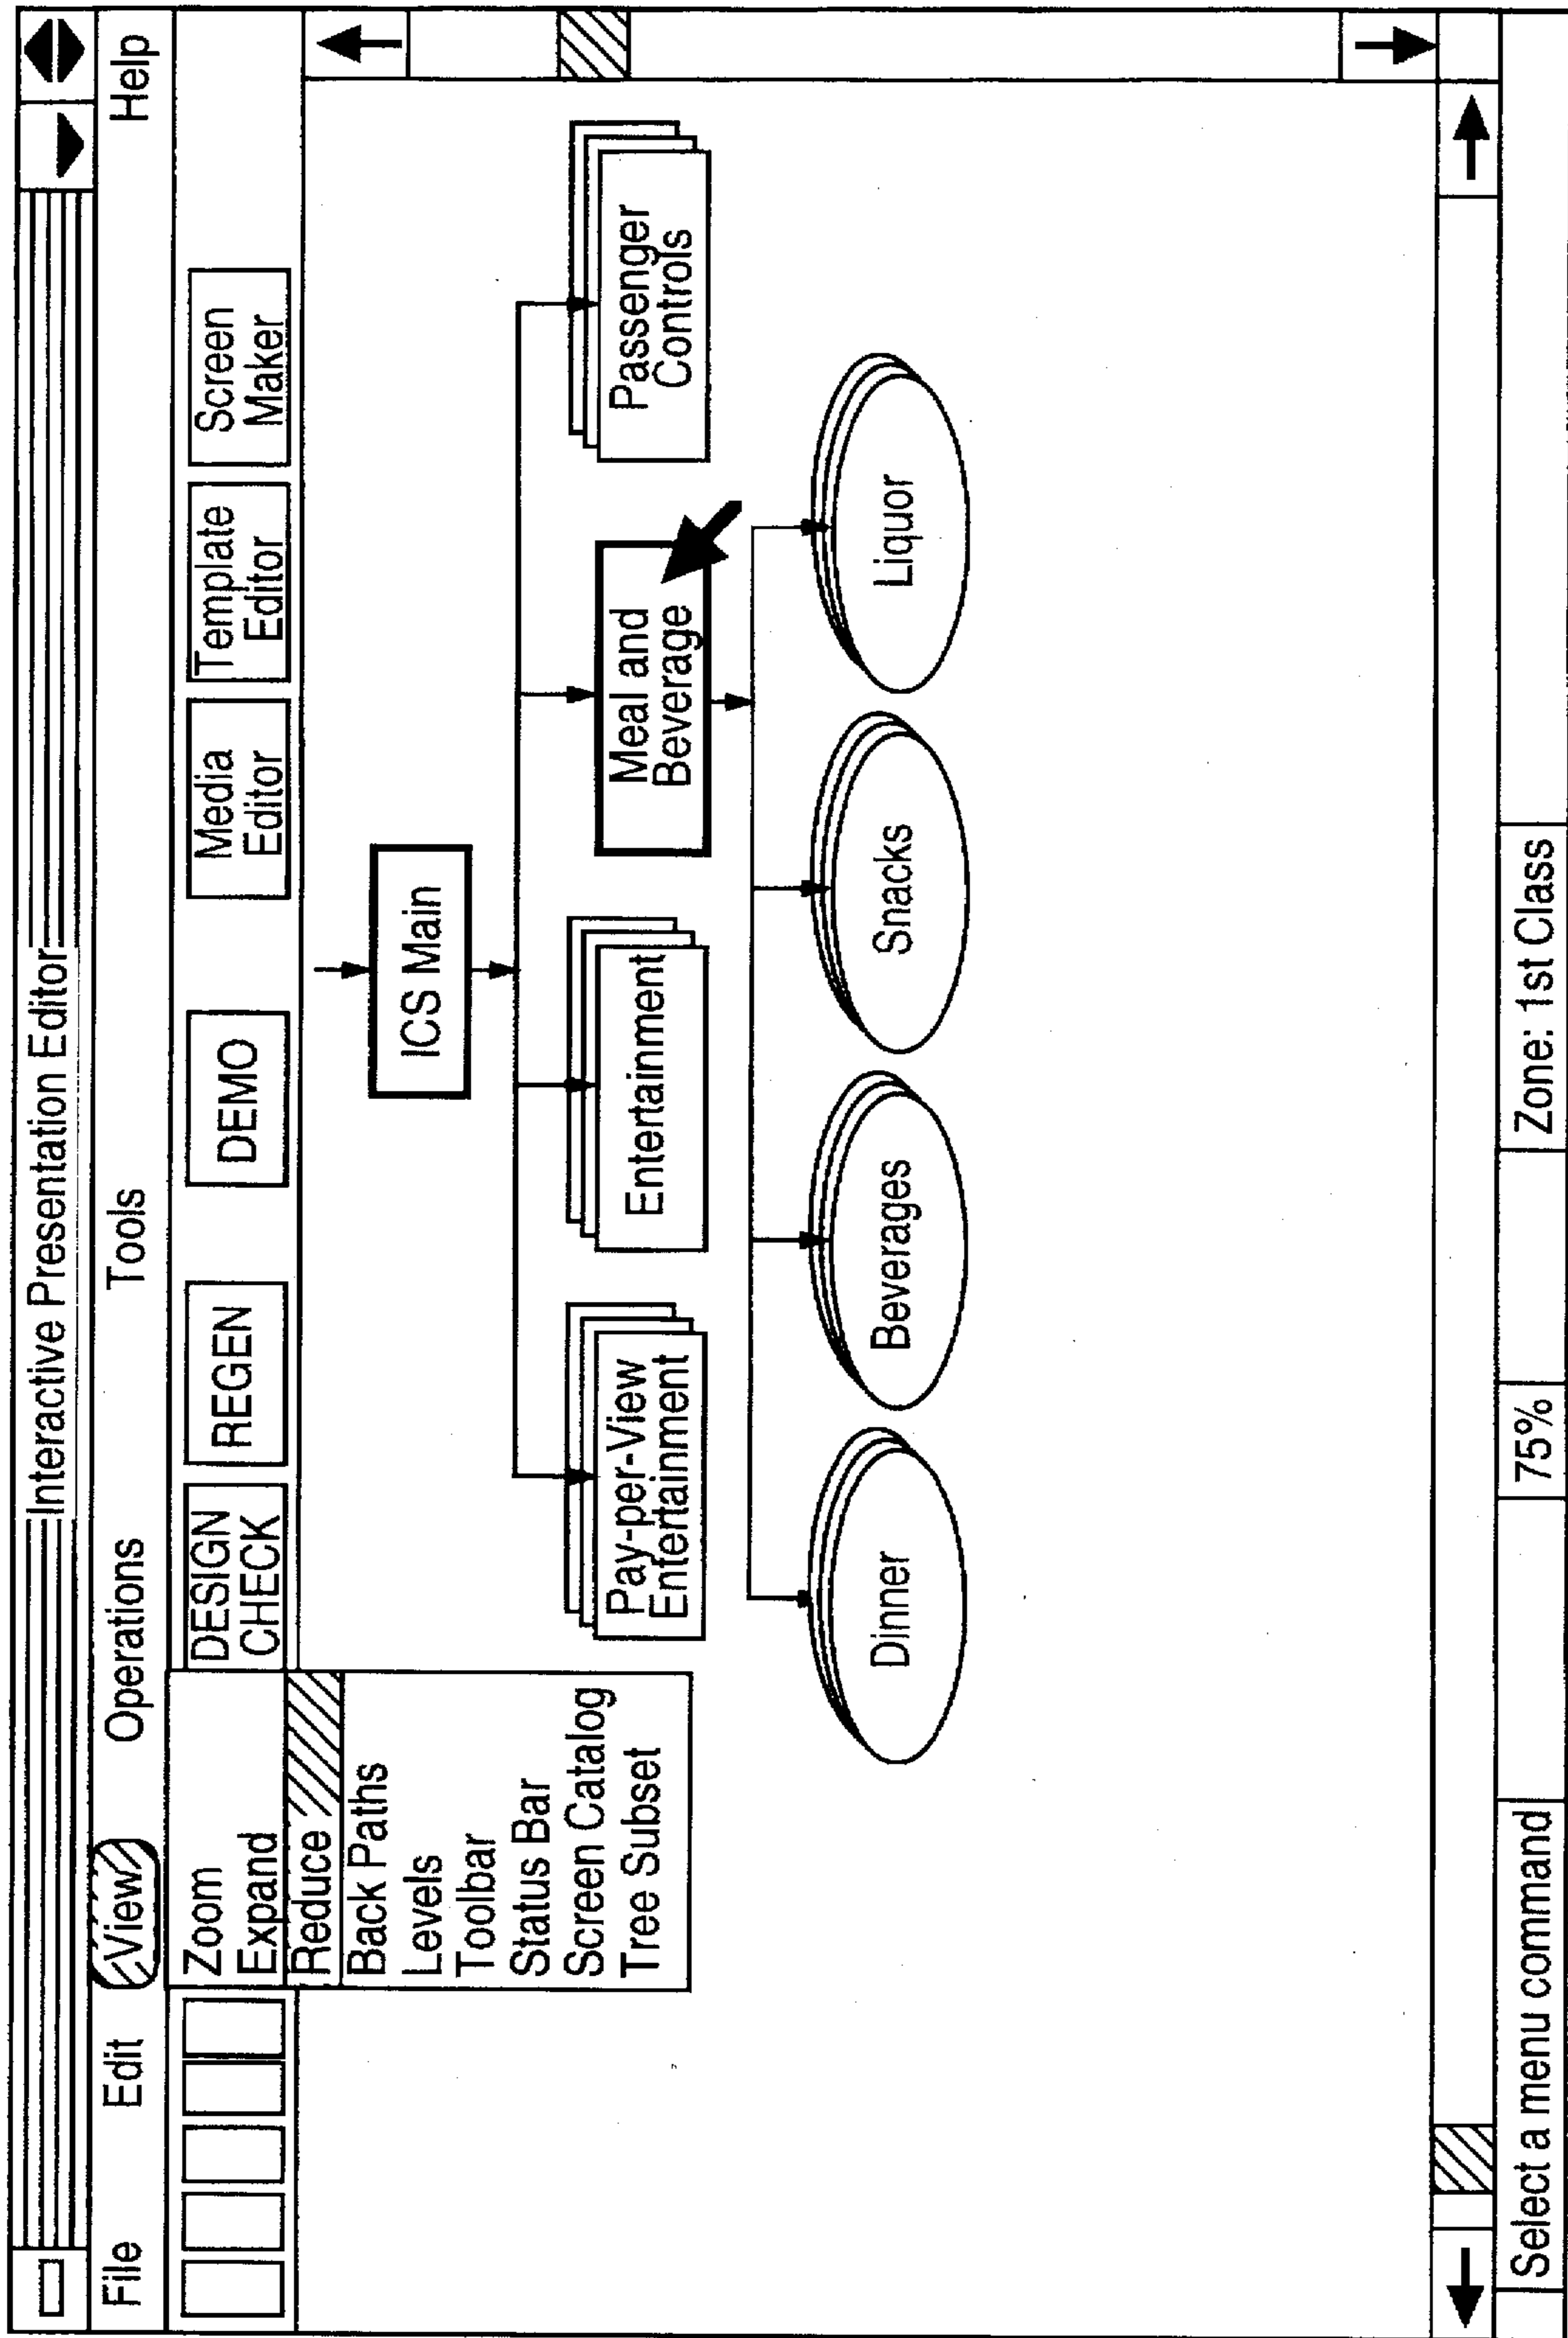 Interactive Presentation Editor
File Edit View Operations Tools Help
DESIGN
CHECK
REGEN
DEMO
Media
Editor
Template
Editor
Screen
Maker
Zoom
Expand
Reduce
Back Paths
Levels
Toolbar
Status Bar
Screen Catalog
Tree Subset
ICS Main
Pay-per-View
Entertainment
Entertainment
Meal and
Beverage
Passenger
Controls
Dinner
Beverages
Snacks
Liquor
Select a menu command
75%
Zone: 1st Class